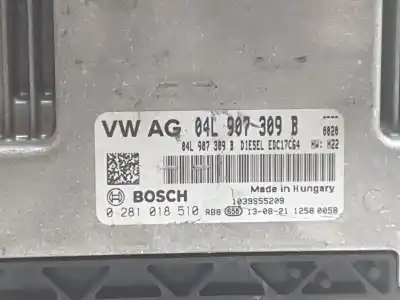 VW AG 04L 907 309 B ----
0020
04L 907 309 B DIESEL EDC17C64 HW: H22
Made in Hungary
BOSCH 1039S55209
0 281 018 510 RB8 650 13-08-21 1258 0058